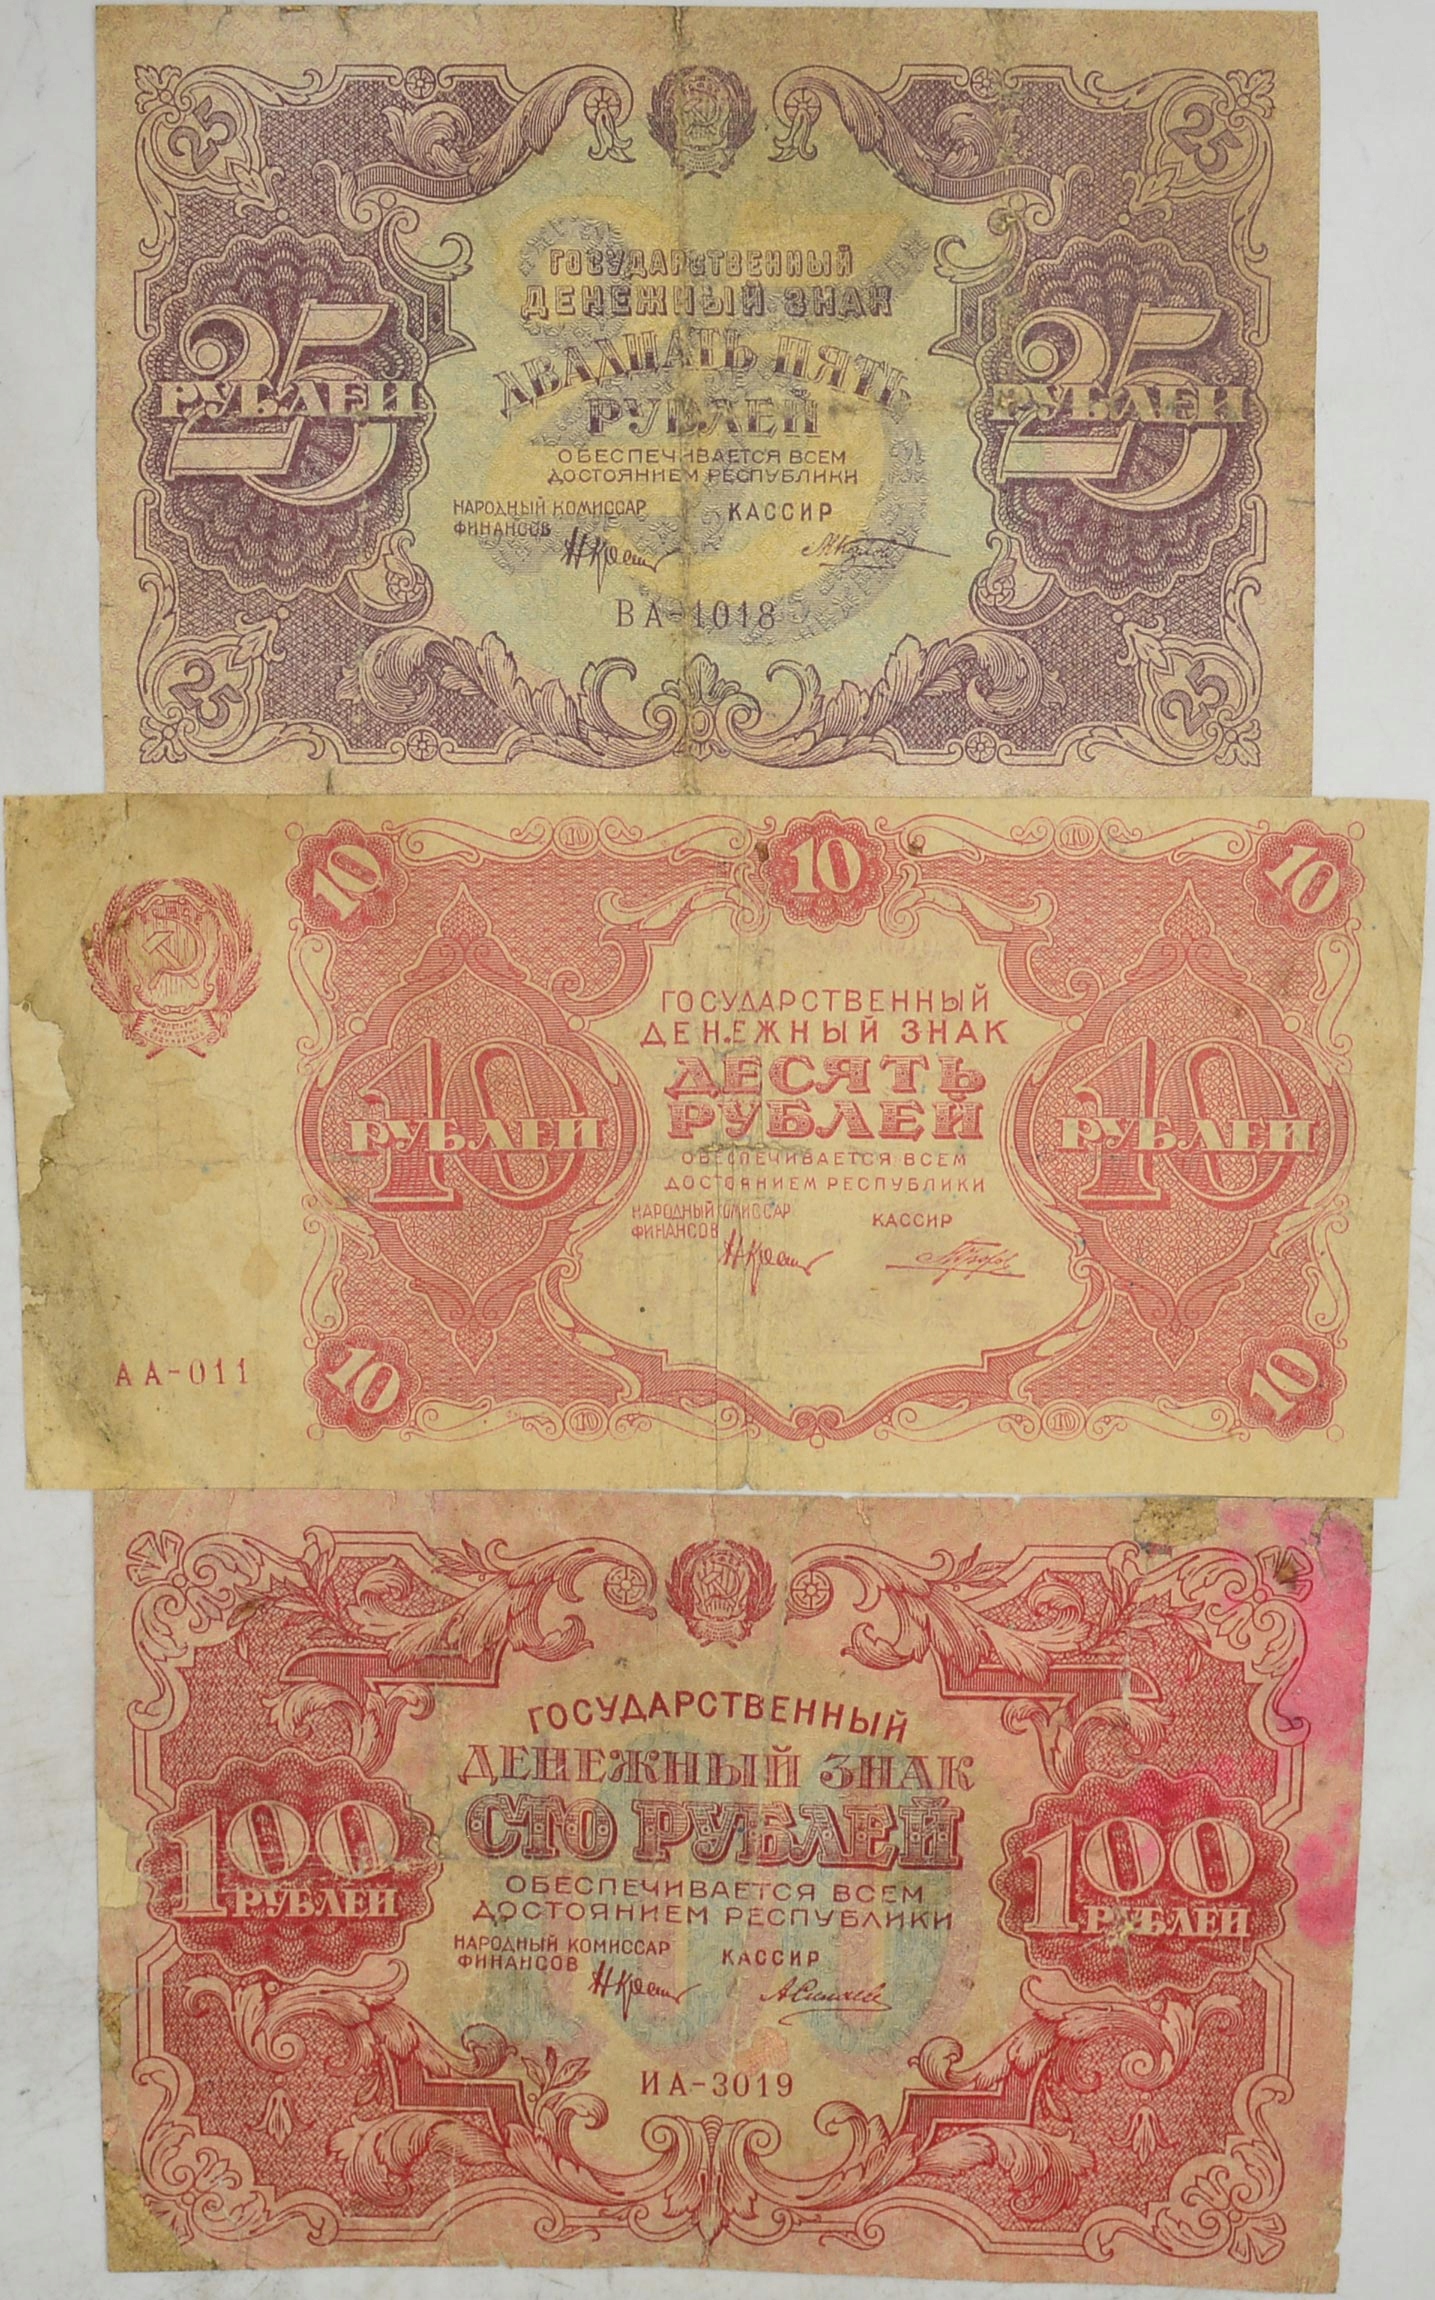 25 25
ГОСУДАРСТВЕННЫЙ
ДЕНЕЖНЫЙ ЗНАК
ДВАДЦАТЬ ПЯТЬ
РУБЛЕЙ
25 РУБЛЕЙ
25 РУБЛЕЙ
ОБЕСПЕЧИВАЕТСЯ ВСЕМ
ДОСТОЯНИЕМ РЕСПУБЛИКИ
НАРОДНЫЙ КОМИССАР
ФИНАНСОВ
КАССИР
ВА-1018
25 25
10 10 10
ГОСУДАРСТВЕННЫЙ
ДЕНЕЖНЫЙ ЗНАК
ДЕСЯТЬ
РУБЛЕЙ
10 РУБЛЕЙ
10 РУБЛЕЙ
ОБЕСПЕЧИВАЕТСЯ ВСЕМ
ДОСТОЯНИЕМ РЕСПУБЛИКИ
НАРОДНЫЙ КОМИССАР
ФИНАНСОВ
КАССИР
АА-011
10 10
ГОСУДАРСТВЕННЫЙ
ДЕНЕЖНЫЙ ЗНАК
СТО РУБЛЕЙ
100 РУБЛЕЙ
100 РУБЛЕЙ
ОБЕСПЕЧИВАЕТСЯ ВСЕМ
ДОСТОЯНИЕМ РЕСПУБЛИКИ
НАРОДНЫЙ КОМИССАР
ФИНАНСОВ
КАССИР
ИА-3019